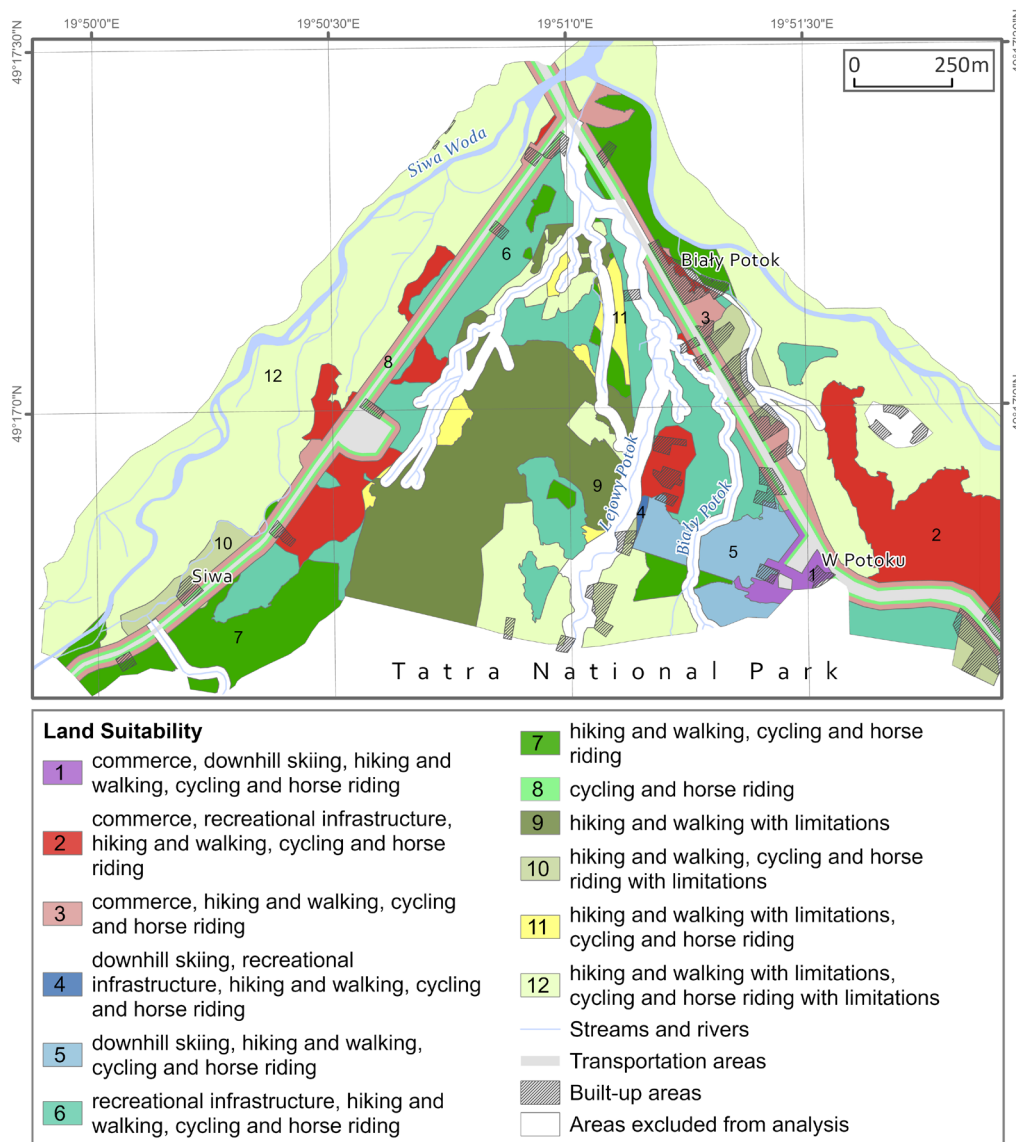 19°50'0"E 19°50'30"E 19°51'0"E 19°51'30"E
49°17'30"N
0 250m
Siwa Woda
6
Biały Potok
11
3
8
12
49°17'0"N
9
Lejowy Potok
4
Biały Potok
2
10
5
W Potoku
1
Siwa
7
Tatra National Park
Land Suitability
1 commerce, downhill skiing, hiking and
walking, cycling and horse riding
2 commerce, recreational infrastructure,
hiking and walking, cycling and horse
riding
3 commerce, hiking and walking, cycling
and horse riding
4 downhill skiing, recreational
infrastructure, hiking and walking, cycling
and horse riding
5 downhill skiing, hiking and walking,
cycling and horse riding
6 recreational infrastructure, hiking and
walking, cycling and horse riding
7 hiking and walking, cycling and horse
riding
8 cycling and horse riding
9 hiking and walking with limitations
10 hiking and walking, cycling and horse
riding with limitations
11 hiking and walking with limitations,
cycling and horse riding
12 hiking and walking with limitations,
cycling and horse riding with limitations
Streams and rivers
Transportation areas
Built-up areas
Areas excluded from analysis